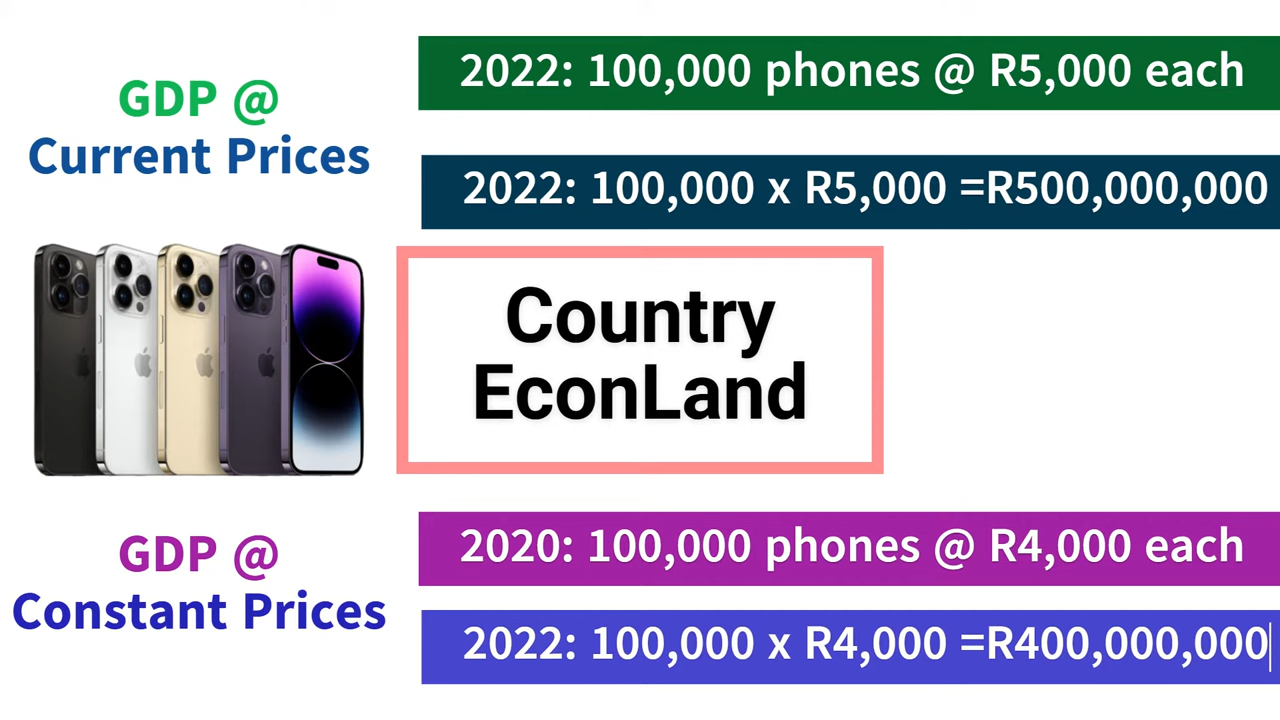 GDP @
Current Prices
2022: 100,000 phones @ R5,000 each
2022: 100,000 x R5,000 =R500,000,000
Country
EconLand
GDP @
Constant Prices
2020: 100,000 phones @ R4,000 each
2022: 100,000 x R4,000 =R400,000,000